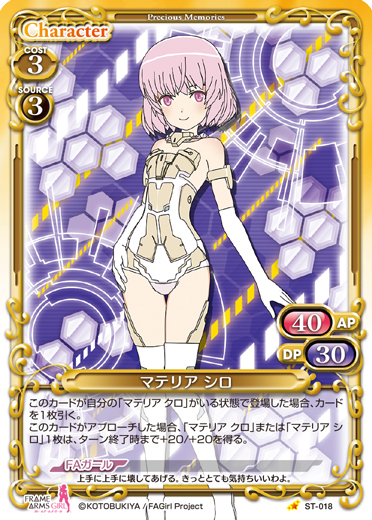 Precious Memories
Character
COST
3
SOURCE
3
40 AP
DP 30
マテリア シロ
このカードが自分の「マテリア クロ」がいる状態で登場した場合、カード
を1枚引く。
このカードがアプローチした場合、「マテリア クロ」または「マテリア シ
ロ」1枚は、ターン終了時まで+20/+20を得る。
FAガール
上手に上手に壊してあげる。きっととても気持ちいいわよ。
FRAME
ARMS GIRL
©KOTOBUKIYA / FAGirl Project
ST-018